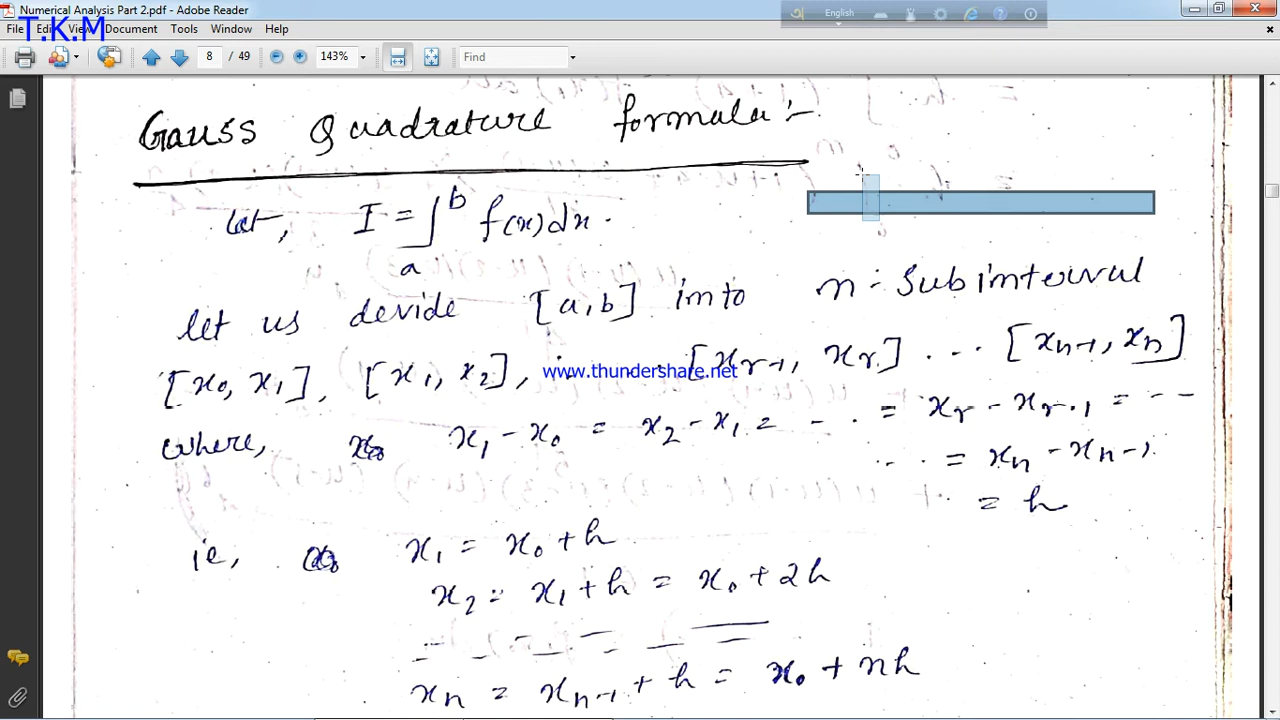 Numerical Analysis Part 2.pdf - Adobe Reader
English
File Edit View Document Tools Window Help
T.K.M
8 / 49 143% Find
Gauss Quadrature formula :-
Let, I = ∫_a^b f(x)dx.
let us devide [a,b] into n-Subinterval
[x₀, x₁], [x₁, x₂], [xᵣ₋₁, xᵣ] ... [xₙ₋₁, xₙ]
www.thundershare.net
where, x₁ - x₀ = x₂ - x₁ = - .. = xᵣ - xᵣ₋₁ = --
.. .. = xₙ - xₙ₋₁
= h
ie, x₁ = x₀ + h
x₂ = x₁ + h = x₀ + 2h
xₙ = xₙ₋₁ + h = x₀ + nh